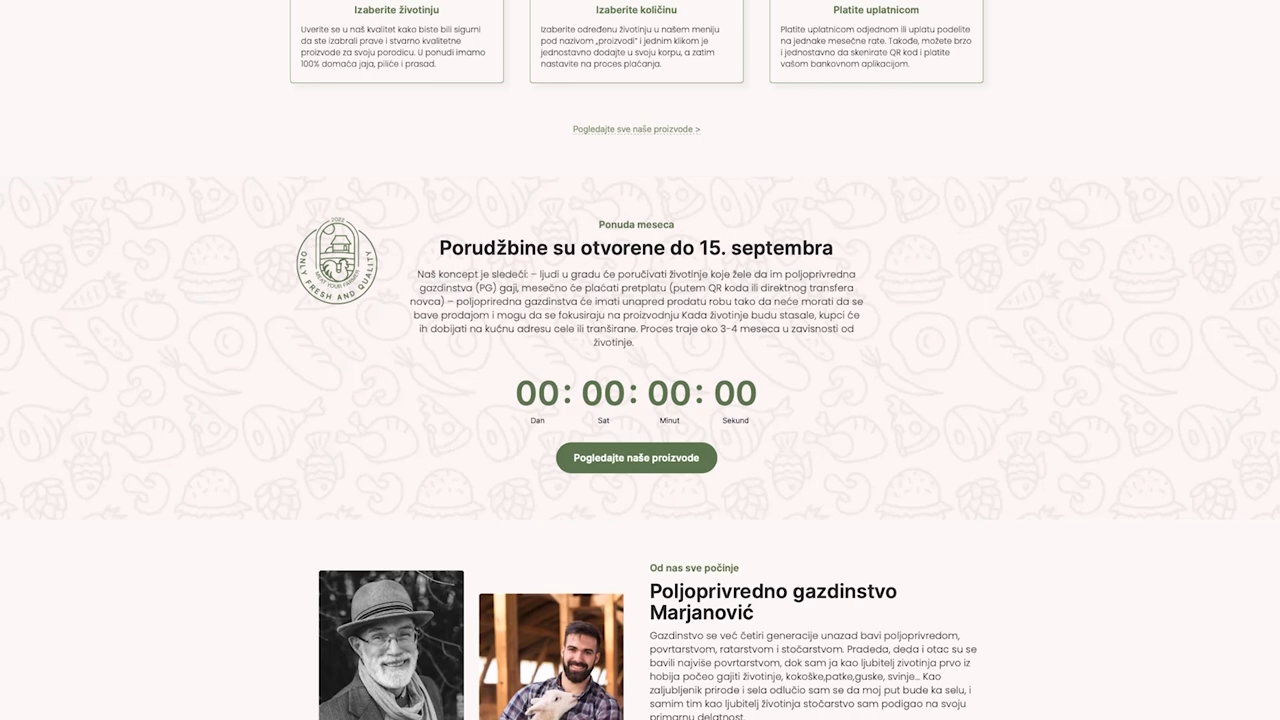 Izaberite životinju
Uverite se u naš kvalitet kako biste bili sigurni
da ste izabrali prave i stvarno kvalitetne
proizvode za svoju porodicu. U ponudi imamo
100% domaća jaja, piliće i prasad.
Izaberite količinu
Izaberite određenu životinju u našem meniju
pod nazivom „proizvodi“ i jednim klikom je
jednostavno dodajte u svoju korpu, a zatim
nastavite na proces plaćanja.
Platite uplatnicom
Platite uplatnicom odjednom ili uplatu podelite
na jednake mesečne rate. Takođe, možete brzo
i jednostavno da skenirate QR kod i platite
vašom bankovnom aplikacijom.
Pogledajte sve naše proizvode >
2022
MEET YOUR FARMER
ONLY FRESH AND QUALITY
Ponuda meseca
Porudžbine su otvorene do 15. septembra
Naš koncept je sledeći: – ljudi u gradu će poručivati životinje koje žele da im poljoprivredna
gazdinstva (PG) gaji, mesečno će plaćati pretplatu (putem QR koda ili direktnog transfera
novca) – poljopriredna gazdinstva će imati unapred prodatu robu tako da neće morati da se
bave prodajom i mogu da se fokusiraju na proizvodnju Kada životinje budu stasale, kupci će
ih dobijati na kućnu adresu cele ili tranširane. Proces traje oko 3-4 meseca u zavisnosti od
životinje.
00 : 00 : 00 : 00
Dan Sat Minut Sekund
Pogledajte naše proizvode
Od nas sve počinje
Poljoprivredno gazdinstvo
Marjanović
Gazdinstvo se već četiri generacije unazad bavi poljoprivredom,
povrtarstvom, ratarstvom i stočarstvom. Pradeda, deda i otac su se
bavili najviše povrtarstvom, dok sam ja kao ljubitelj zivotinja prvo iz
hobija počeo gajiti životinje, kokoške,patke,guske, svinje... Kao
zaljubljenik prirode i sela odlučio sam se da moj put bude ka selu, i
samim tim kao ljubitelj životinja stočarstvo sam podigao na svoju
primarnu delatnost.